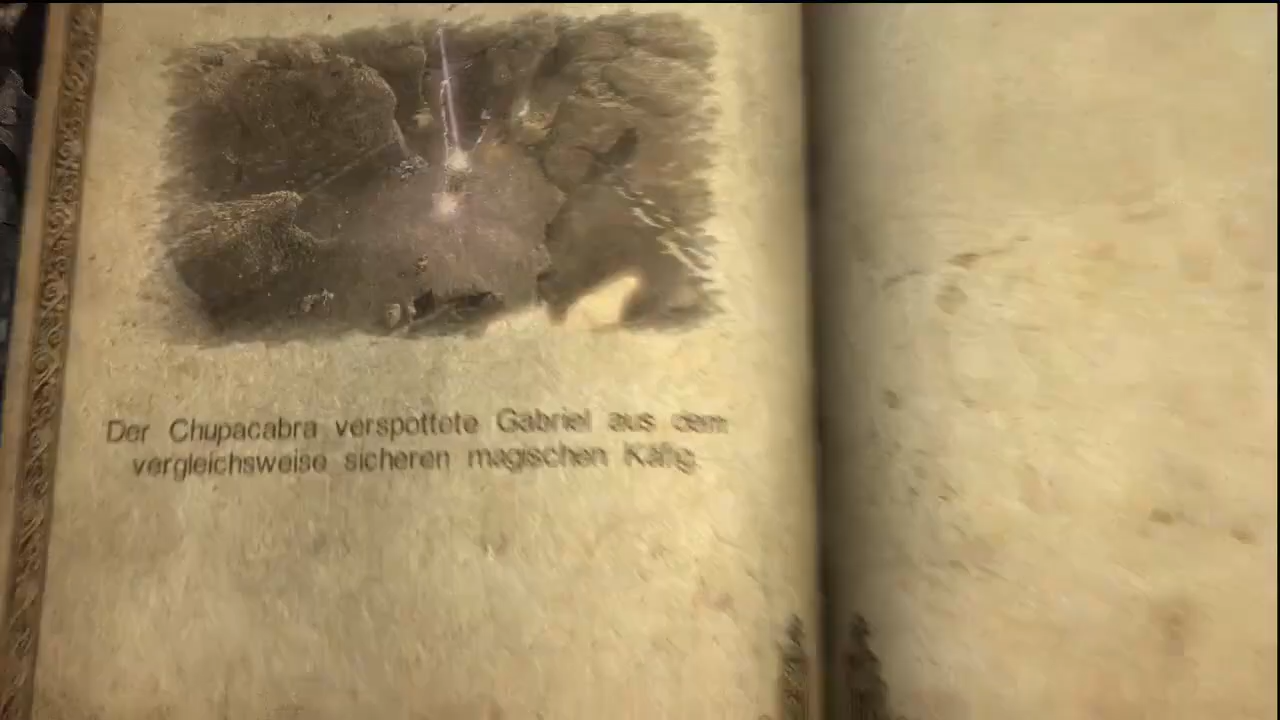 Der Chupacabra verspottete Gabriel aus dem
vergleichsweise sicheren magischen Käfig.